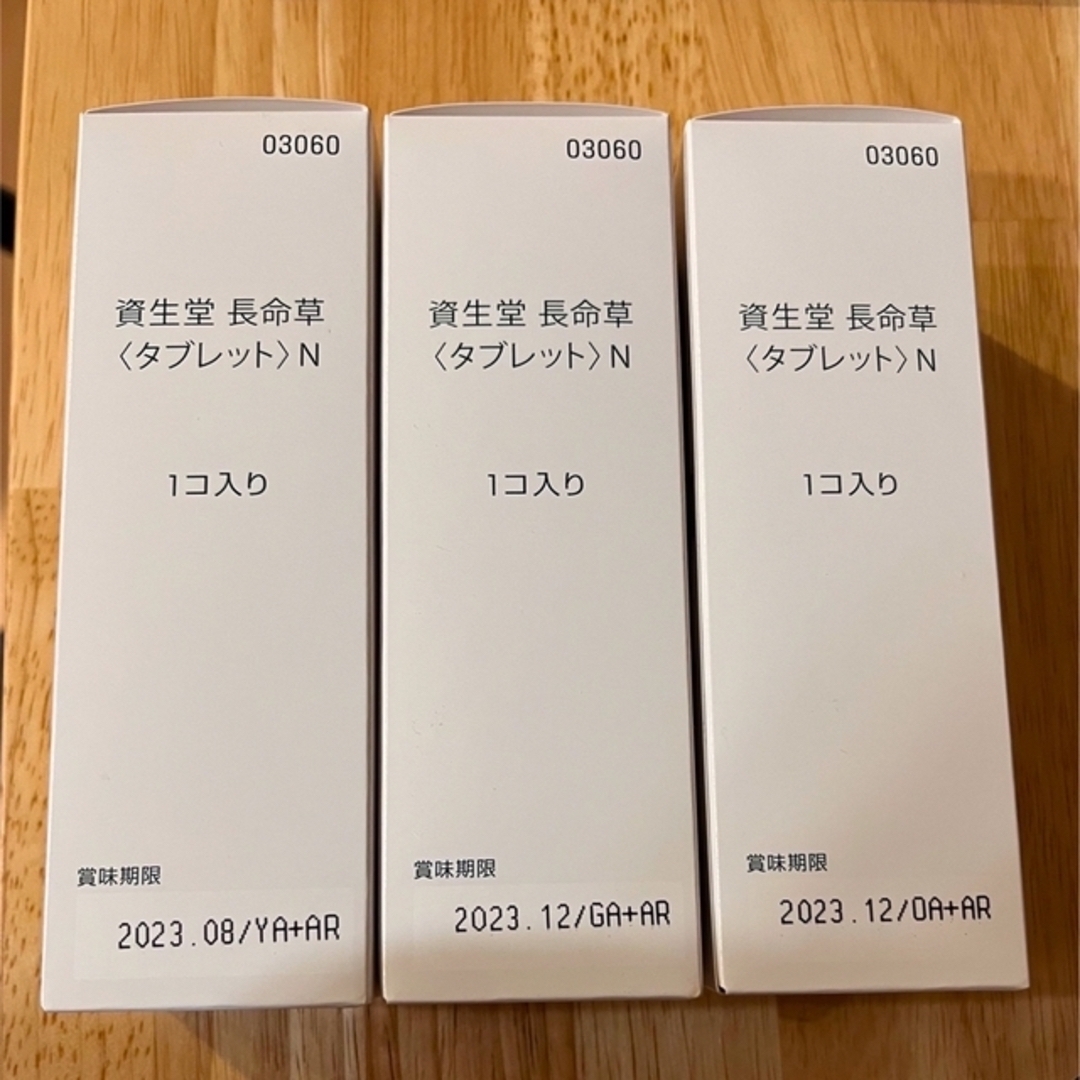 03060
資生堂 長命草
〈タブレット〉N
1コ入り
賞味期限
2023.08/YA+AR
03060
資生堂 長命草
〈タブレット〉N
1コ入り
賞味期限
2023.12/GA+AR
03060
資生堂 長命草
〈タブレット〉N
1コ入り
賞味期限
2023.12/OA+AR